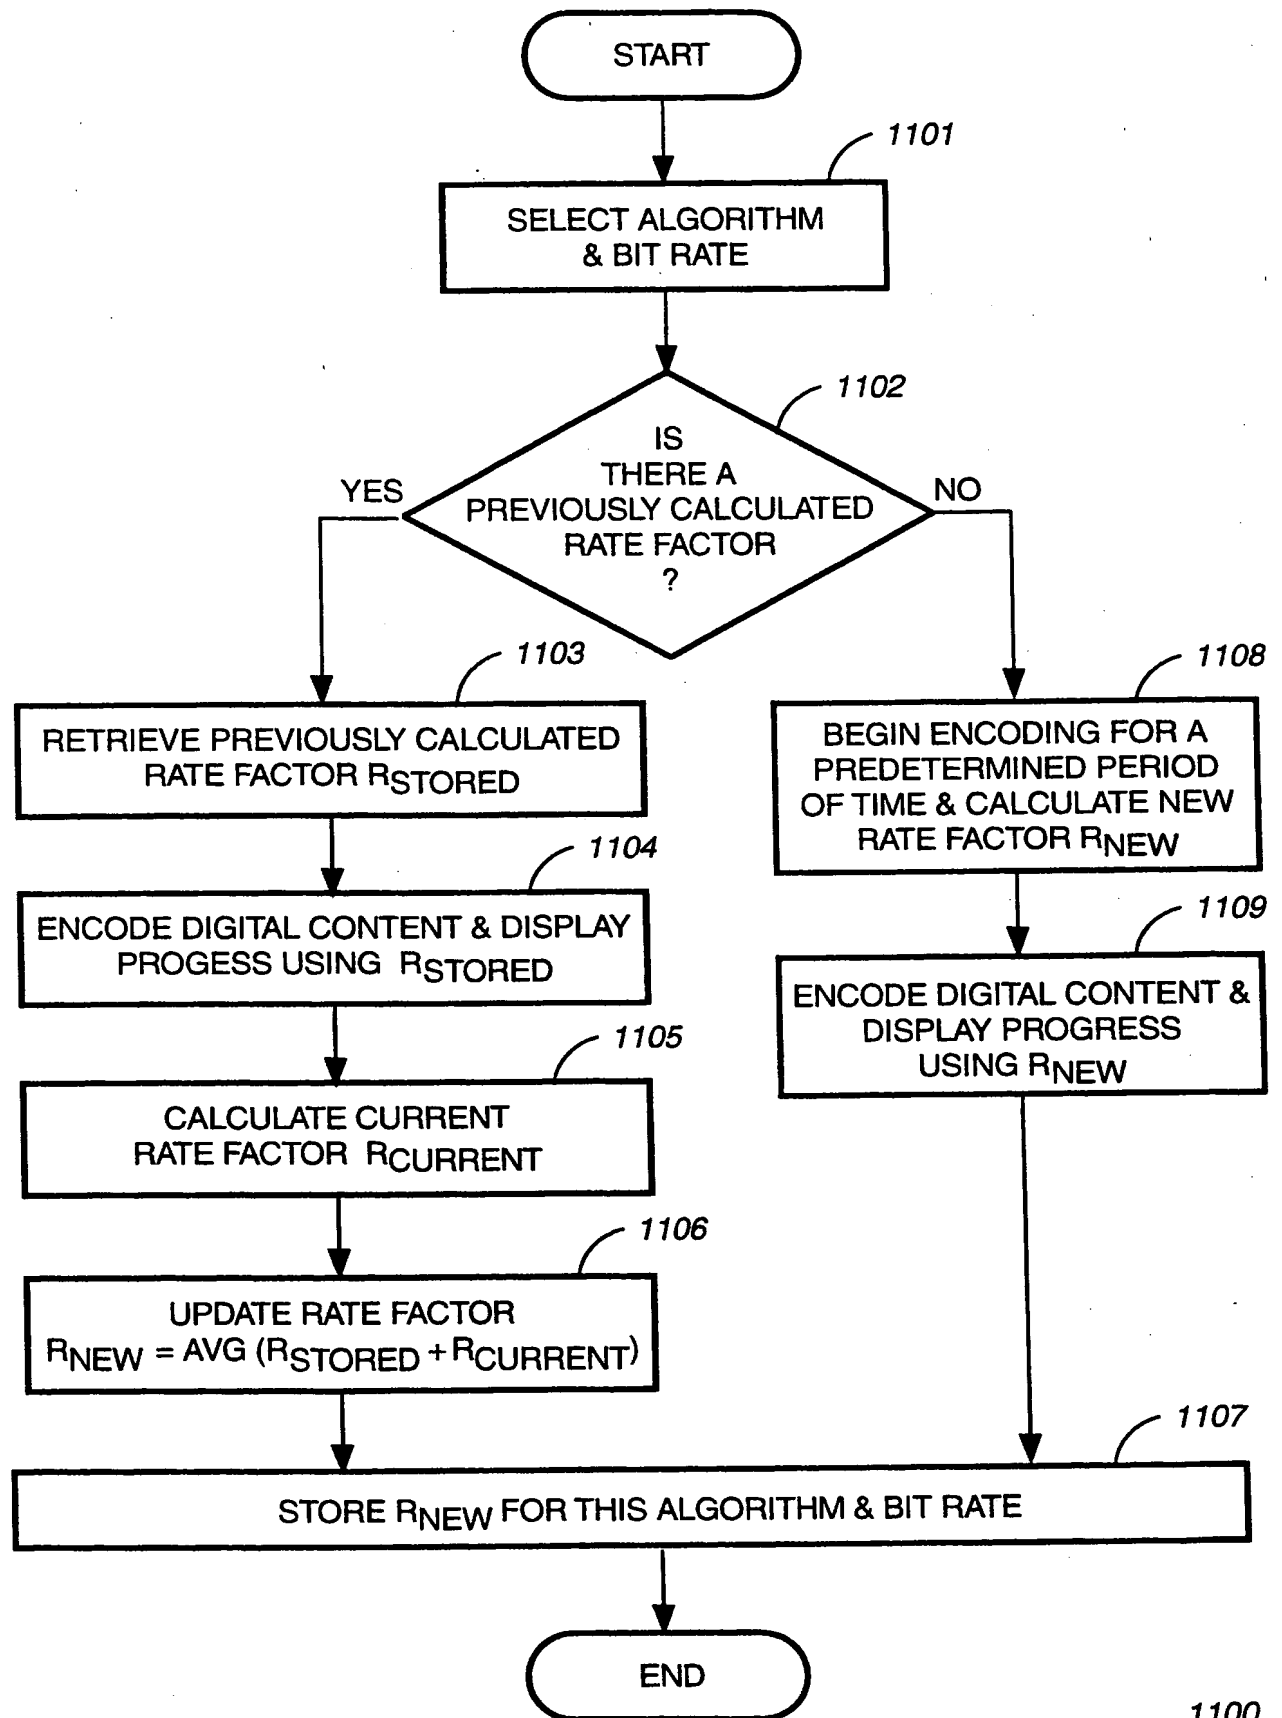 START
1101
SELECT ALGORITHM
& BIT RATE
1102
IS
THERE A
PREVIOUSLY CALCULATED
RATE FACTOR
?
YES
NO
1103
RETRIEVE PREVIOUSLY CALCULATED
RATE FACTOR RSTORED
1104
ENCODE DIGITAL CONTENT & DISPLAY
PROGESS USING RSTORED
1105
CALCULATE CURRENT
RATE FACTOR RCURRENT
1106
UPDATE RATE FACTOR
RNEW = AVG (RSTORED + RCURRENT)
1108
BEGIN ENCODING FOR A
PREDETERMINED PERIOD
OF TIME & CALCULATE NEW
RATE FACTOR RNEW
1109
ENCODE DIGITAL CONTENT &
DISPLAY PROGRESS
USING RNEW
1107
STORE RNEW FOR THIS ALGORITHM & BIT RATE
END
1100